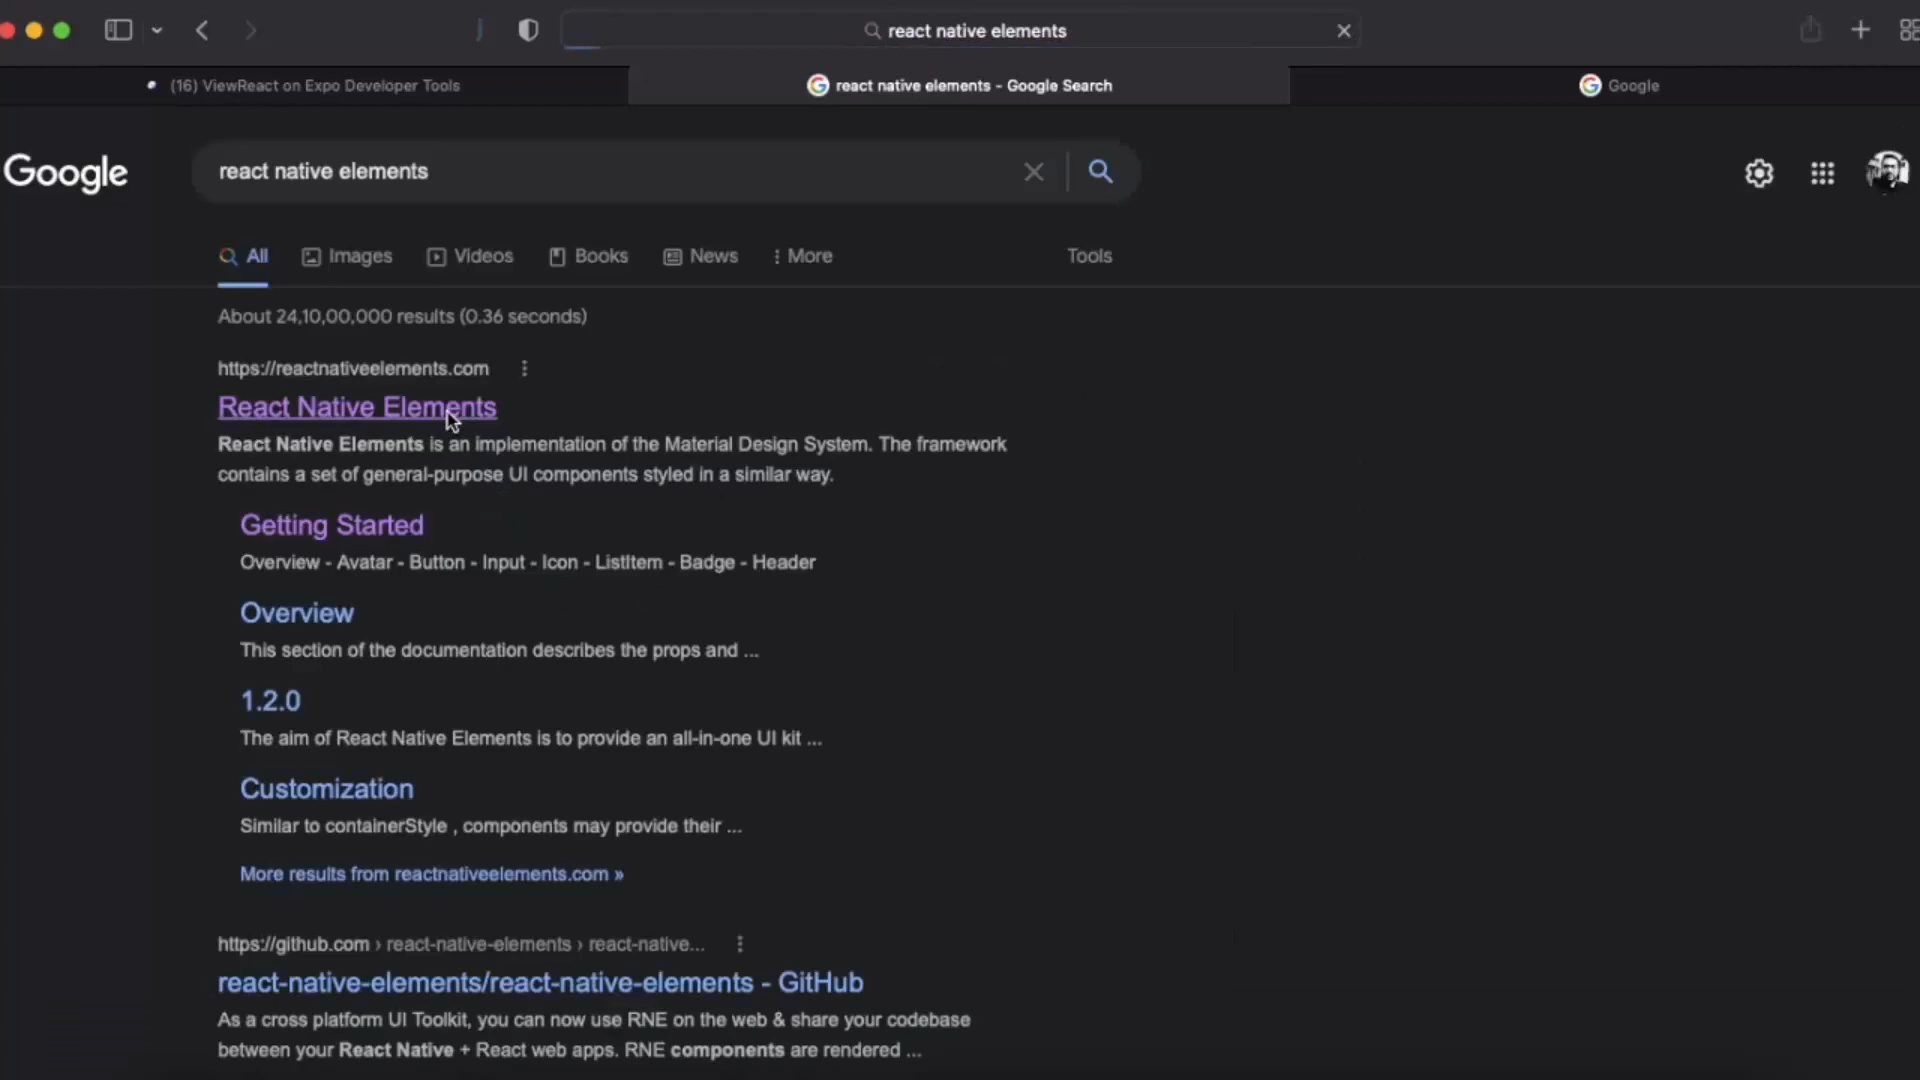 react native elements
(16) ViewReact on Expo Developer Tools
react native elements - Google Search
Google
Google
react native elements
All
Images
Videos
Books
News
More
Tools
About 24,10,00,000 results (0.36 seconds)
https://reactnativeelements.com
React Native Elements
React Native Elements is an implementation of the Material Design System. The framework
contains a set of general-purpose UI components styled in a similar way.
Getting Started
Overview - Avatar - Button - Input - Icon - ListItem - Badge - Header
Overview
This section of the documentation describes the props and ...
1.2.0
The aim of React Native Elements is to provide an all-in-one UI kit ...
Customization
Similar to containerStyle , components may provide their ...
More results from reactnativeelements.com »
https://github.com › react-native-elements › react-native...
react-native-elements/react-native-elements - GitHub
As a cross platform UI Toolkit, you can now use RNE on the web & share your codebase
between your React Native + React web apps. RNE components are rendered ...